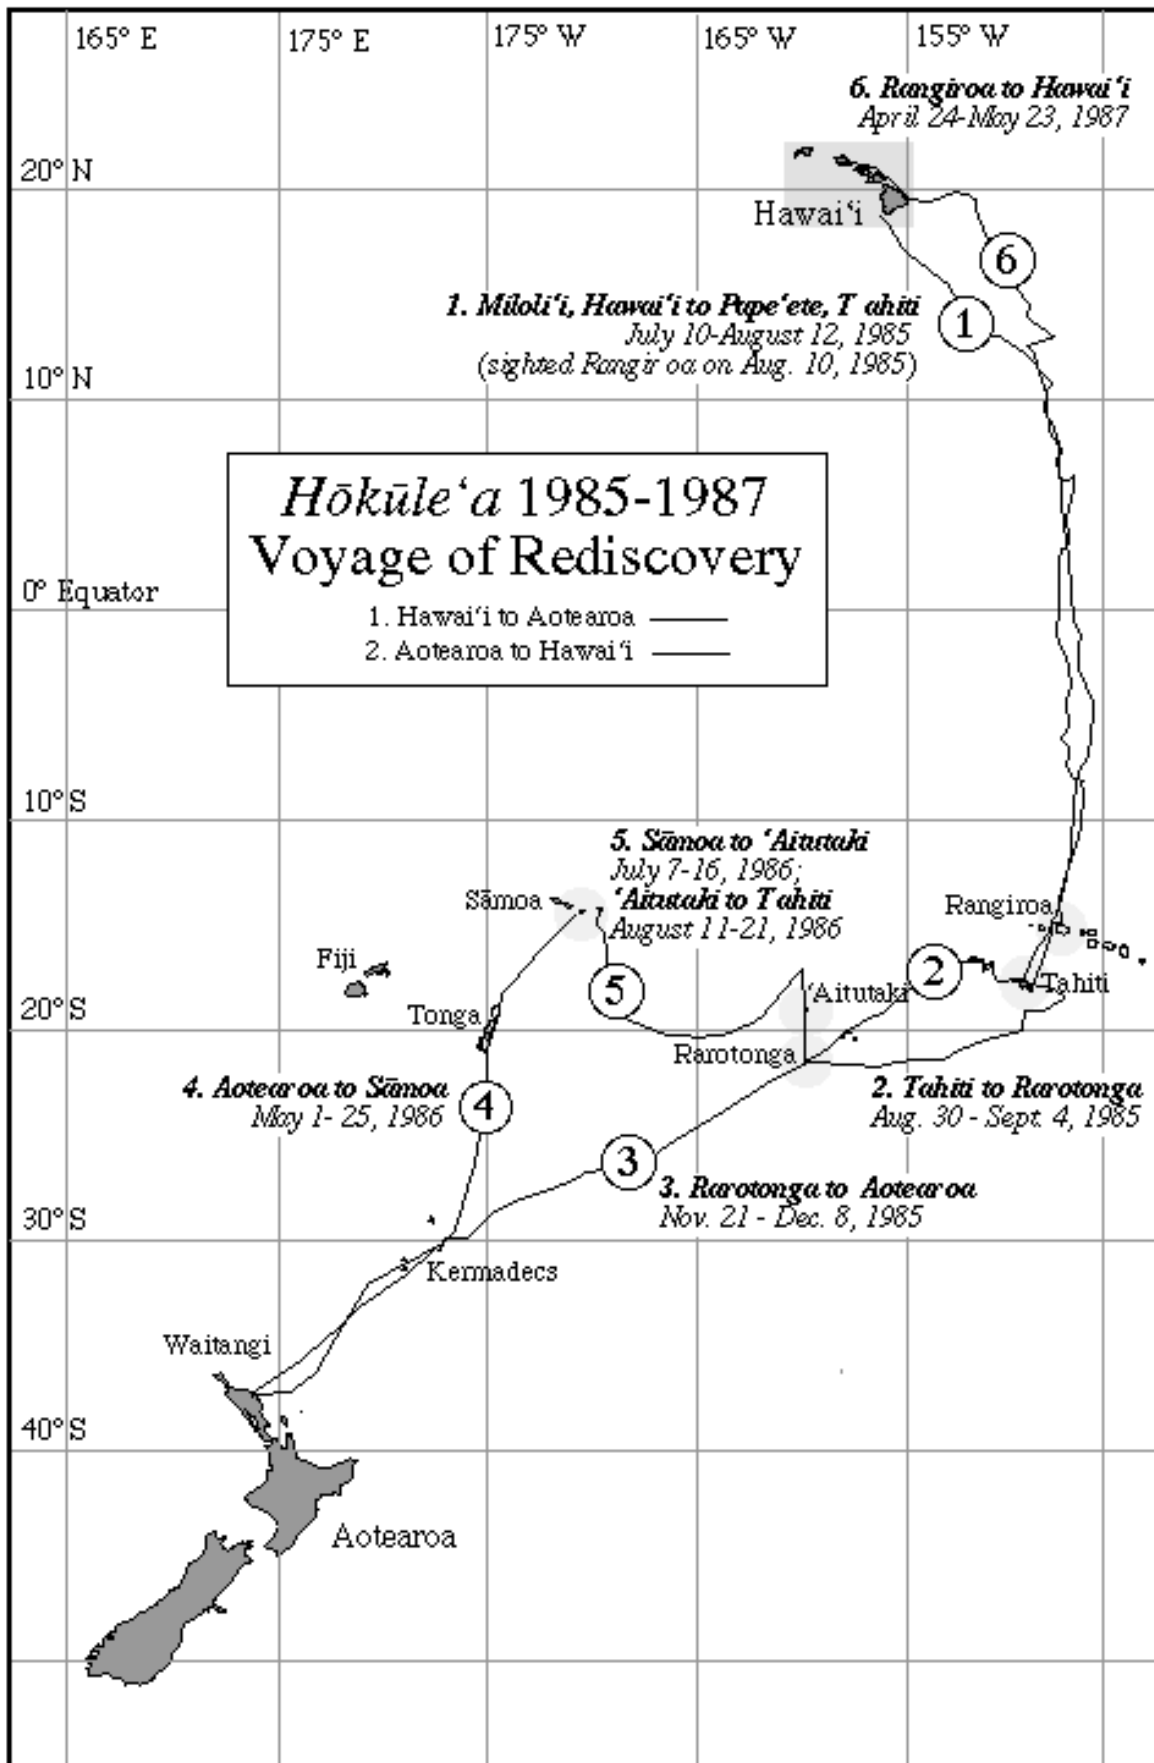 165° E
175° E
175° W
165° W
155° W
6. Rangiroa to Hawai‘i
April 24-May 23, 1987
20° N
Hawai‘i
6
1. Miloli‘i, Hawai‘i to Pape‘ete, T ahiti
July 10-August 12, 1985
(sighted Rangir oa on Aug. 10, 1985)
1
10° N
Hōkūle‘a 1985-1987
Voyage of Rediscovery
1. Hawai‘i to Aotearoa
2. Aotearoa to Hawai‘i
0° Equator
10° S
5. Sāmoa to ‘Aitutaki
July 7-16, 1986;
‘Aitutaki to Tahiti
August 11-21, 1986
Sāmoa
Rangiroa
Fiji
2
Tahiti
5
‘Aitutaki
Tonga
20° S
Rarotonga
4. Aotearoa to Sāmoa
May 1- 25, 1986
4
2. Tahiti to Rarotonga
Aug. 30 - Sept. 4, 1985
3
3. Rarotonga to Aotearoa
Nov. 21 - Dec. 8, 1985
30° S
Kermadecs
Waitangi
40° S
Aotearoa